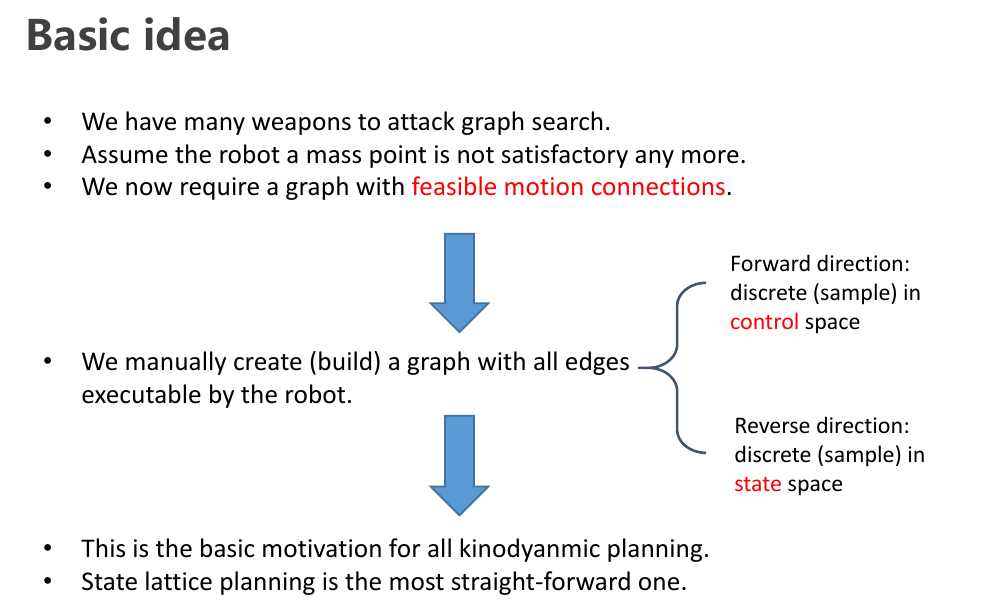 Basic idea
• We have many weapons to attack graph search.
• Assume the robot a mass point is not satisfactory any more.
• We now require a graph with feasible motion connections.
Forward direction:
discrete (sample) in
control space
• We manually create (build) a graph with all edges
executable by the robot.
Reverse direction:
discrete (sample) in
state space
• This is the basic motivation for all kinodyanmic planning.
• State lattice planning is the most straight-forward one.